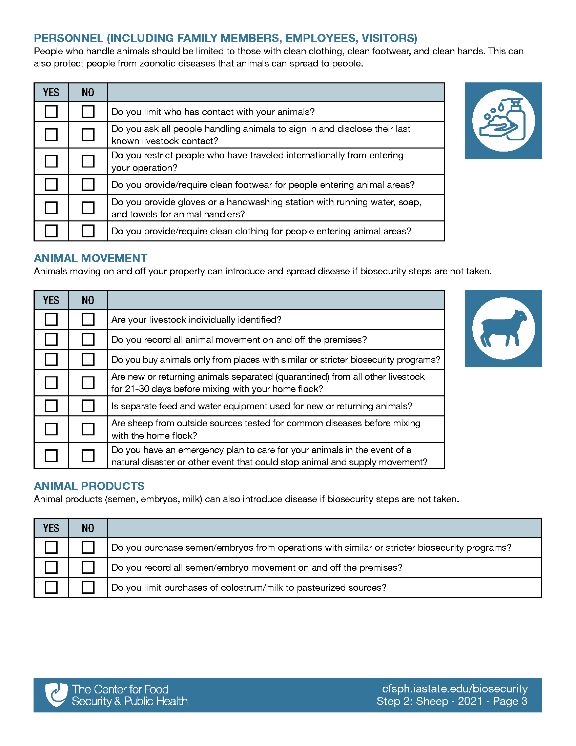 PERSONNEL (INCLUDING FAMILY MEMBERS, EMPLOYEES, VISITORS)
People who handle animals should be limited to those with clean clothing, clean footwear, and clean hands. This can
also protect people from zoonotic diseases that animals can spread to people.
YES NO
Do you limit who has contact with your animals?
Do you ask all people handling animals to sign in and disclose their last
known livestock contact?
Do you restrict people who have traveled internationally from entering
your operation?
Do you provide/require clean footwear for people entering animal areas?
Do you provide gloves or a handwashing station with running water, soap,
and towels for animal handlers?
Do you provide/require clean clothing for people entering animal areas?
ANIMAL MOVEMENT
Animals moving on and off your property can introduce and spread disease if biosecurity steps are not taken.
YES NO
Are your livestock individually identified?
Do you record all animal movement on and off the premises?
Do you buy animals only from places with similar or stricter biosecurity programs?
Are new or returning animals separated (quarantined) from all other livestock
for 21-30 days before mixing with your home flock?
Is separate feed and water equipment used for new or returning animals?
Are sheep from outside sources tested for common diseases before mixing
with the home flock?
Do you have an emergency plan to care for your animals in the event of a
natural disaster or other event that could stop animal and supply movement?
ANIMAL PRODUCTS
Animal products (semen, embryos, milk) can also introduce disease if biosecurity steps are not taken.
YES NO
Do you purchase semen/embryos from operations with similar or stricter biosecurity programs?
Do you record all semen/embryo movement on and off the premises?
Do you limit purchases of colostrum/milk to pasteurized sources?
The Center for Food
Security & Public Health
cfsph.iastate.edu/biosecurity
Step 2: Sheep - 2021 - Page 3